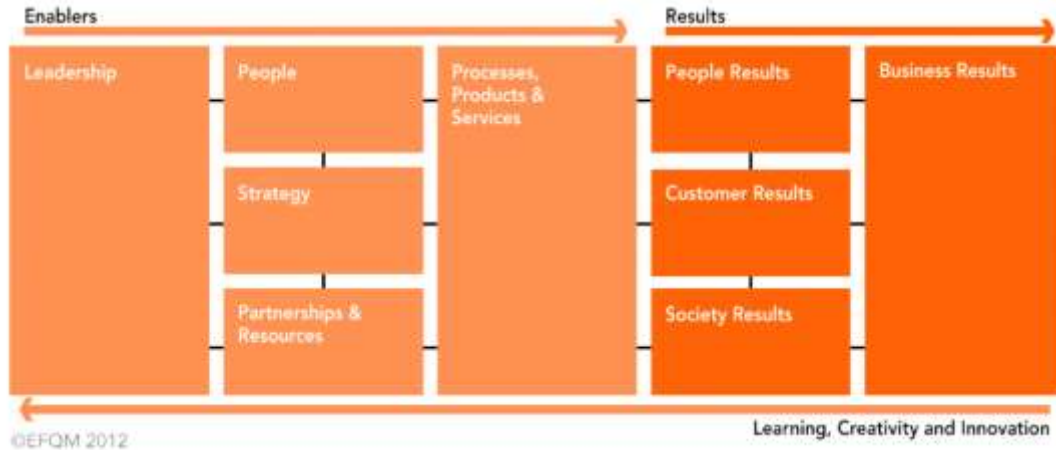 Enablers
Results
Leadership
People
Processes,
Products &
Services
People Results
Business Results
Strategy
Customer Results
Partnerships &
Resources
Society Results
Learning, Creativity and Innovation
©EFQM 2012